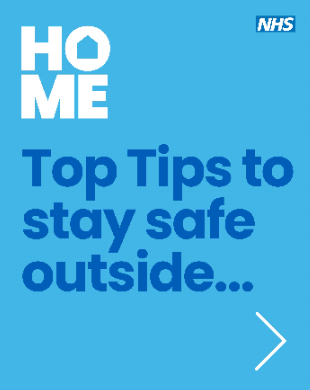 NHS
HO
ME
Top Tips to
stay safe
outside...